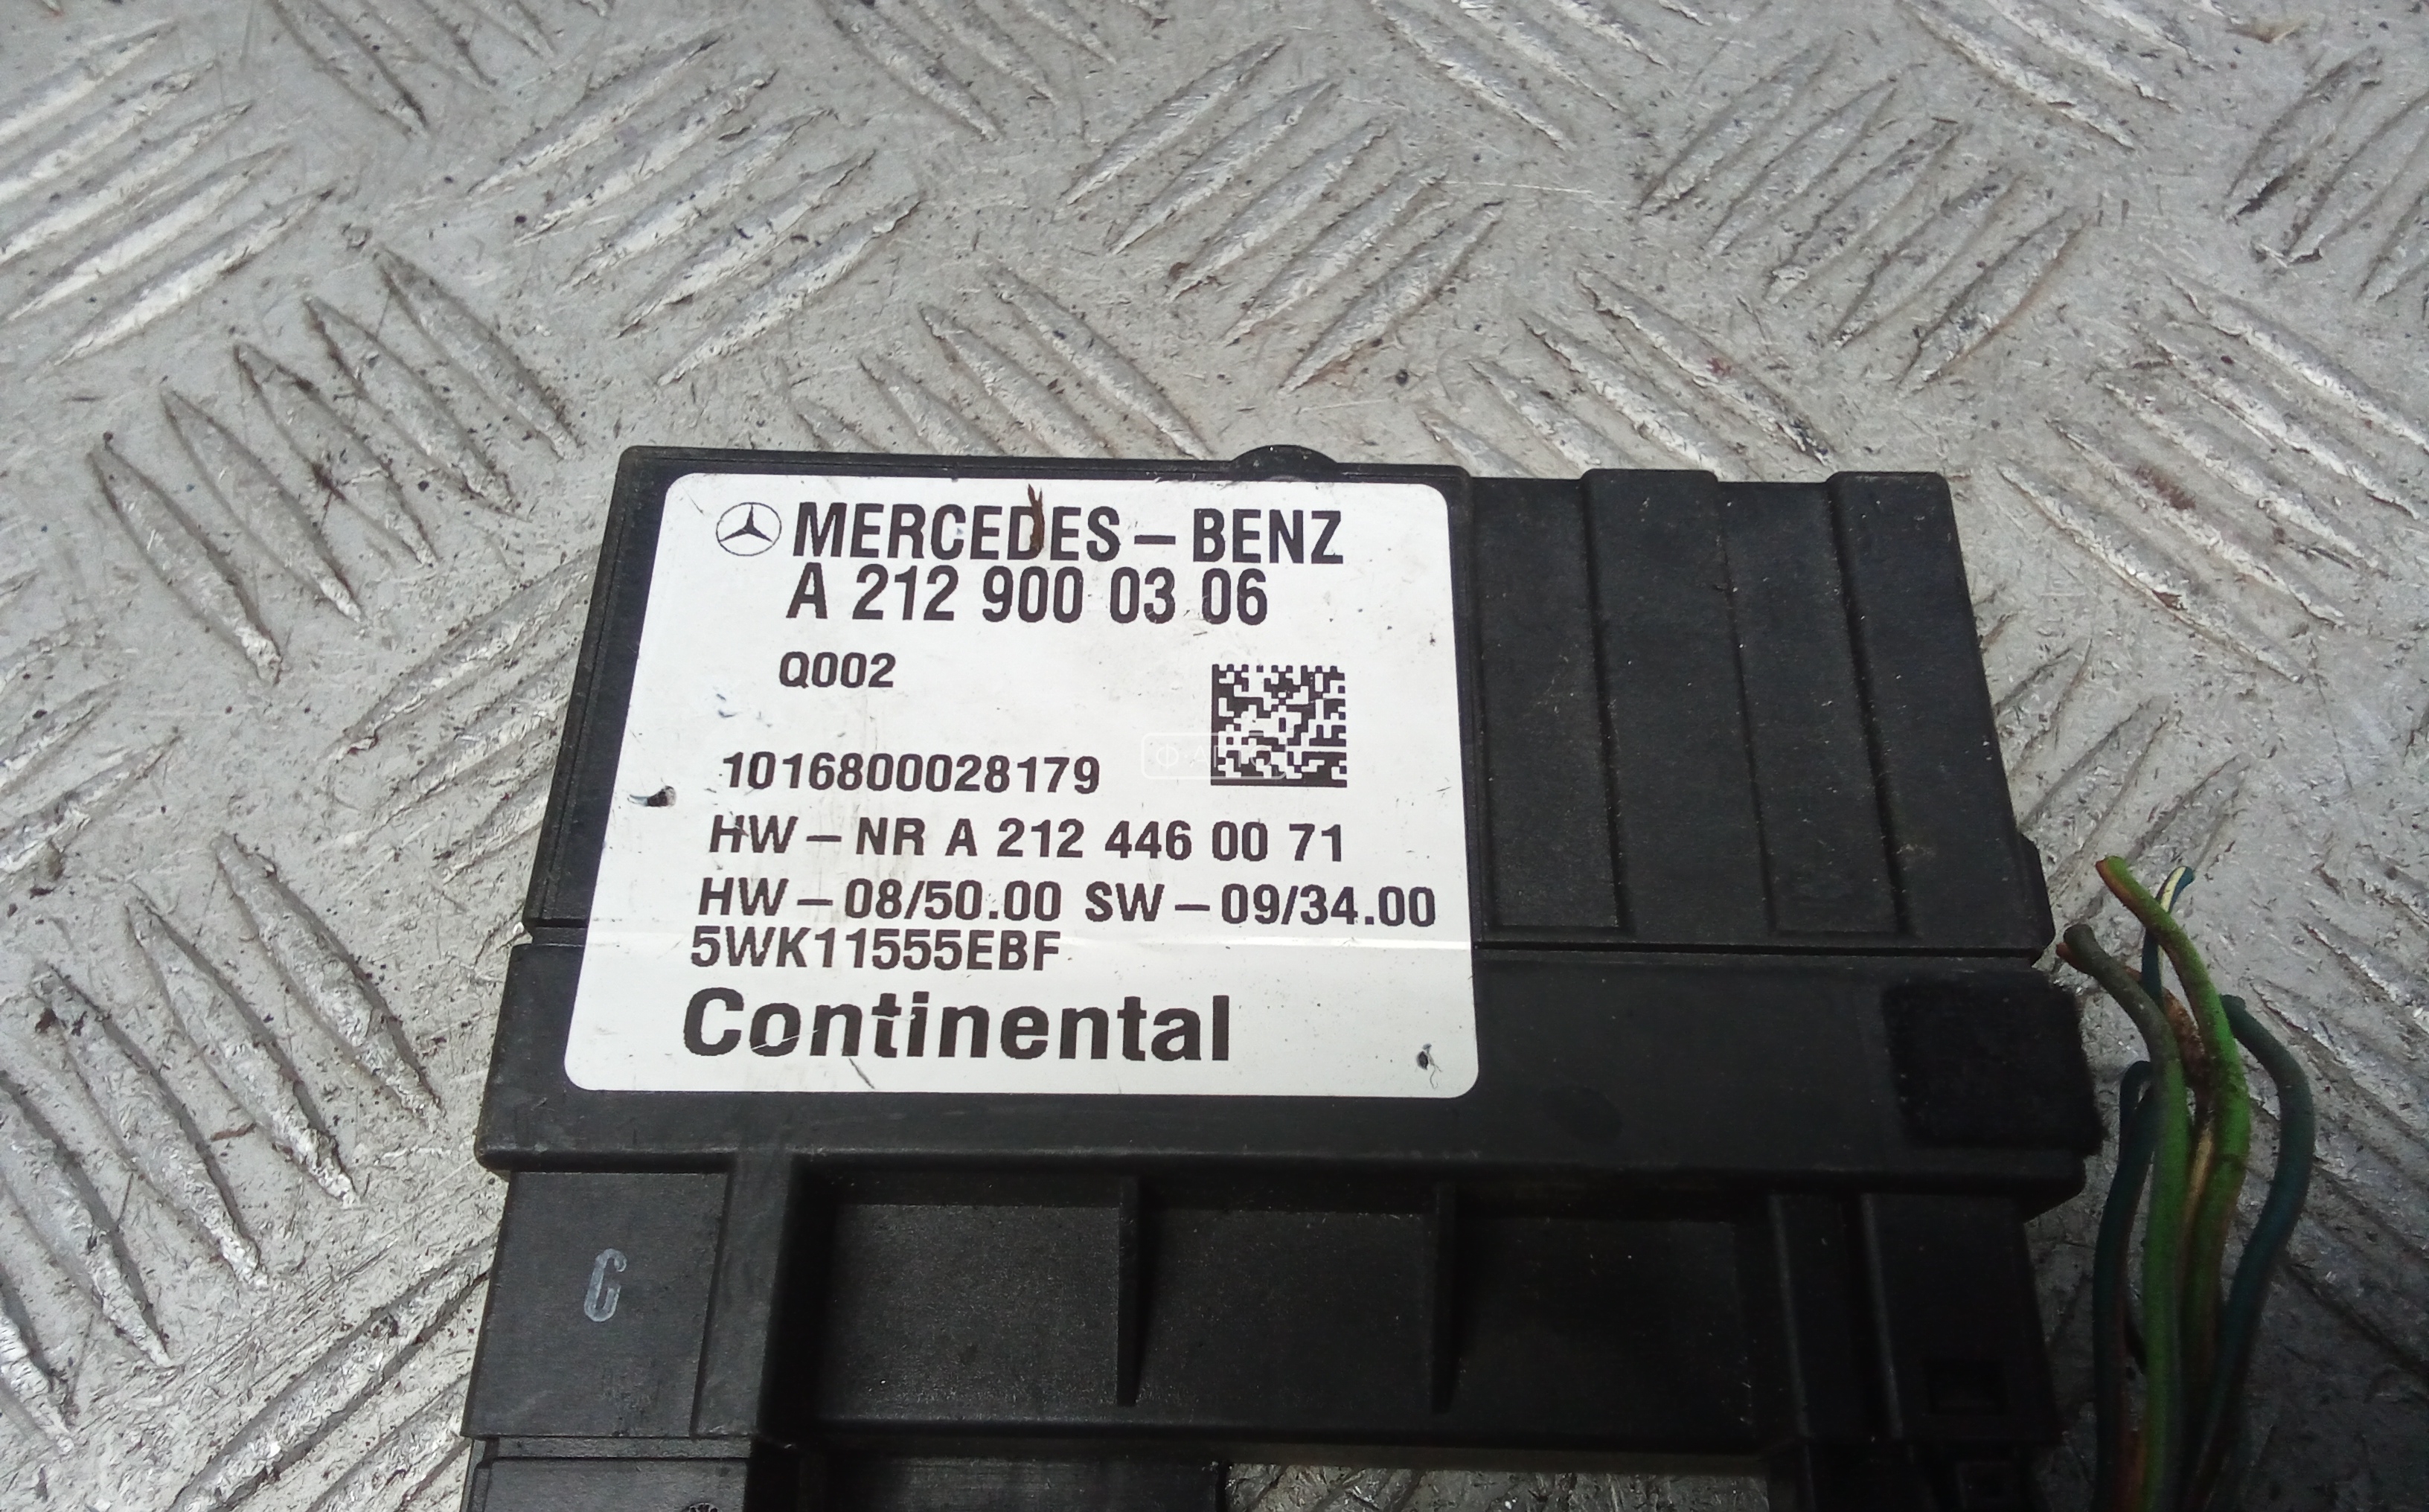 MERCEDES-BENZ
A 212 900 03 06
Q002
1016800028179
HW-NR A 212 446 00 71
HW-08/50.00 SW-09/34.00
5WK11555EBF
Continental
G